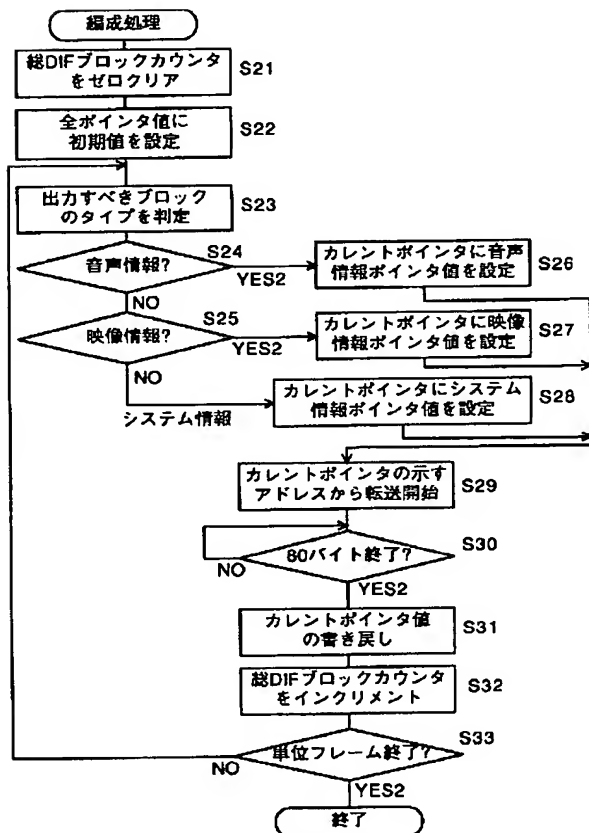 編成処理
総DIFブロックカウンタ
をゼロクリア
S21
全ポインタ値に
初期値を設定
S22
出力すべきブロック
のタイプを判定
S23
音声情報?
S24
YES2
NO
カレントポインタに音声
情報ポインタ値を設定
S26
映像情報?
S25
YES2
NO
カレントポインタに映像
情報ポインタ値を設定
S27
システム情報
カレントポインタにシステム
情報ポインタ値を設定
S28
カレントポインタの示す
アドレスから転送開始
S29
80バイト終了?
S30
NO
YES2
カレントポインタ値
の書き戻し
S31
総DIFブロックカウンタ
をインクリメント
S32
単位フレーム終了?
S33
NO
YES2
終了